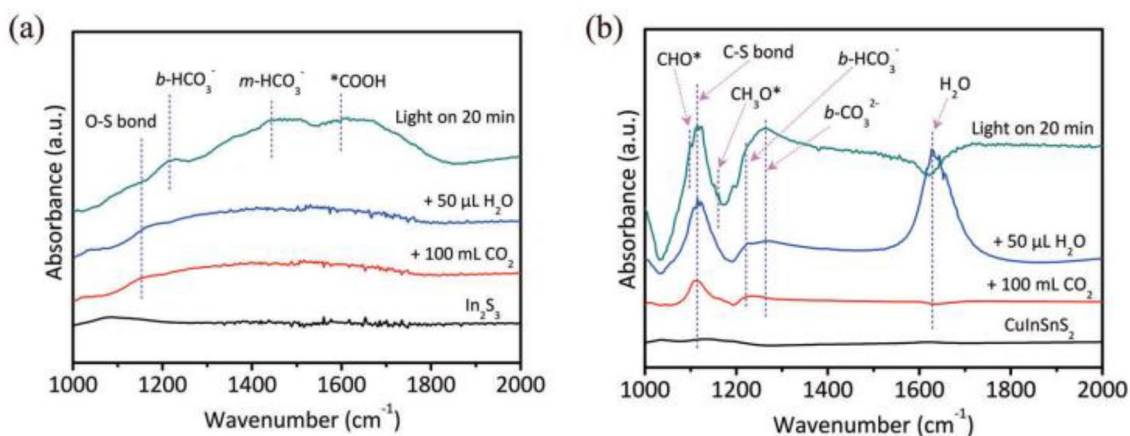 (a)
O-S bond
b-HCO₃⁻
m-HCO₃⁻
*COOH
Light on 20 min
+ 50 μL H₂O
+ 100 mL CO₂
In₂S₃
Absorbance (a.u.)
1000 1200 1400 1600 1800 2000
Wavenumber (cm⁻¹)
(b)
CHO*
C-S bond
CH₃O*
b-HCO₃⁻
b-CO₃²⁻
H₂O
Light on 20 min
+ 50 μL H₂O
+ 100 mL CO₂
CuInSnS₂
Absorbance (a.u.)
1000 1200 1400 1600 1800 2000
Wavenumber (cm⁻¹)